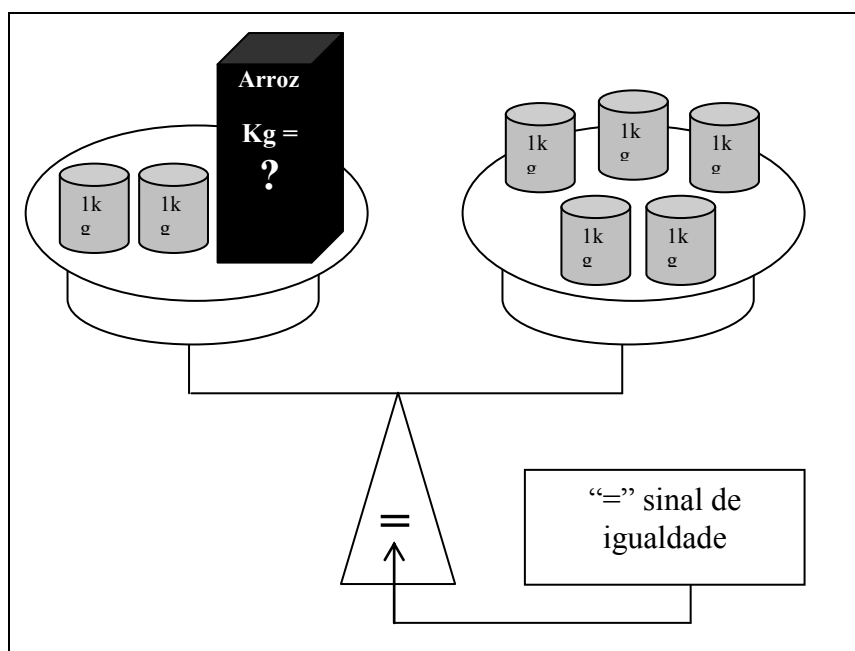 Arroz
Kg =
?
1k
g
1k
g
1k
g
1k
g
1k
g
1k
g
1k
g
=
“=” sinal de
igualdade